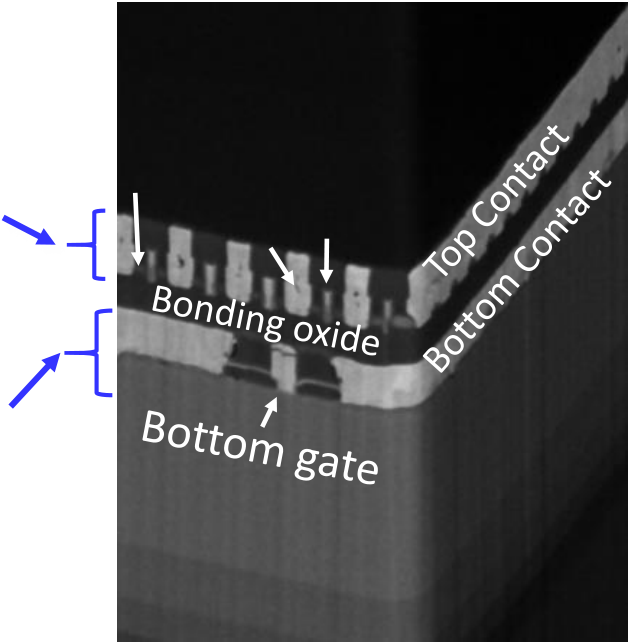 Top Contact
Bottom Contact
Bonding oxide
Bottom gate